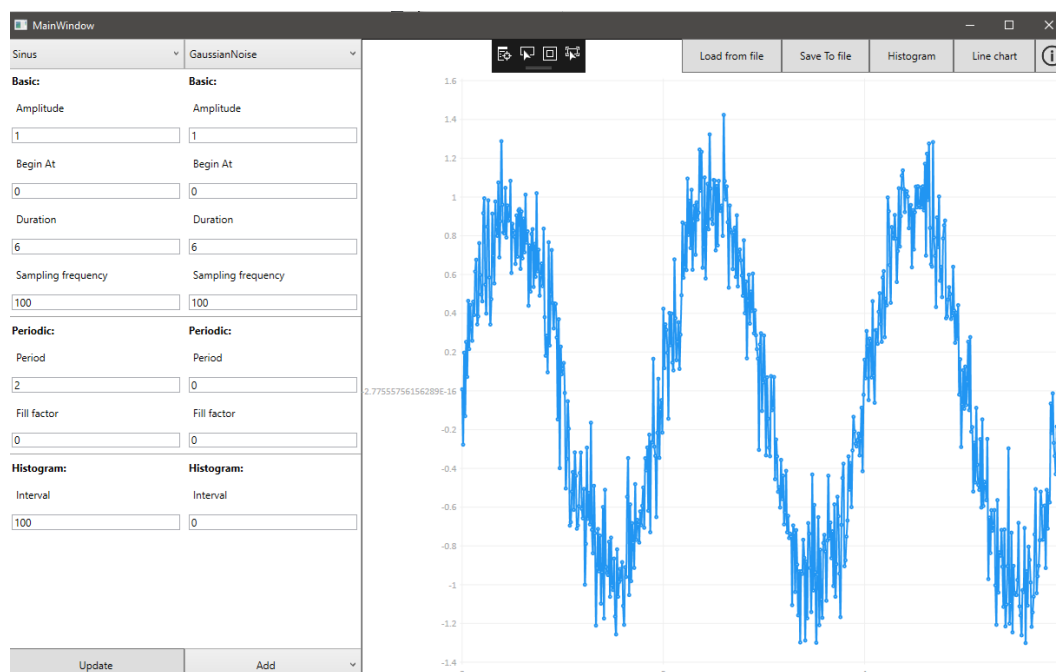 MainWindow
Sinus GaussianNoise Load from file Save To file Histogram Line chart
Basic: Basic:
Amplitude Amplitude
1 1
Begin At Begin At
0 0
Duration Duration
6 6
Sampling frequency Sampling frequency
100 100
Periodic: Periodic:
Period Period
2 0
Fill factor Fill factor
0 0
Histogram: Histogram:
Interval Interval
100 0
Update Add
1.6
1.4
1.2
1
0.8
0.6
0.4
0.2
-2.77555756156289E-16
-0.2
-0.4
-0.6
-0.8
-1
-1.2
-1.4